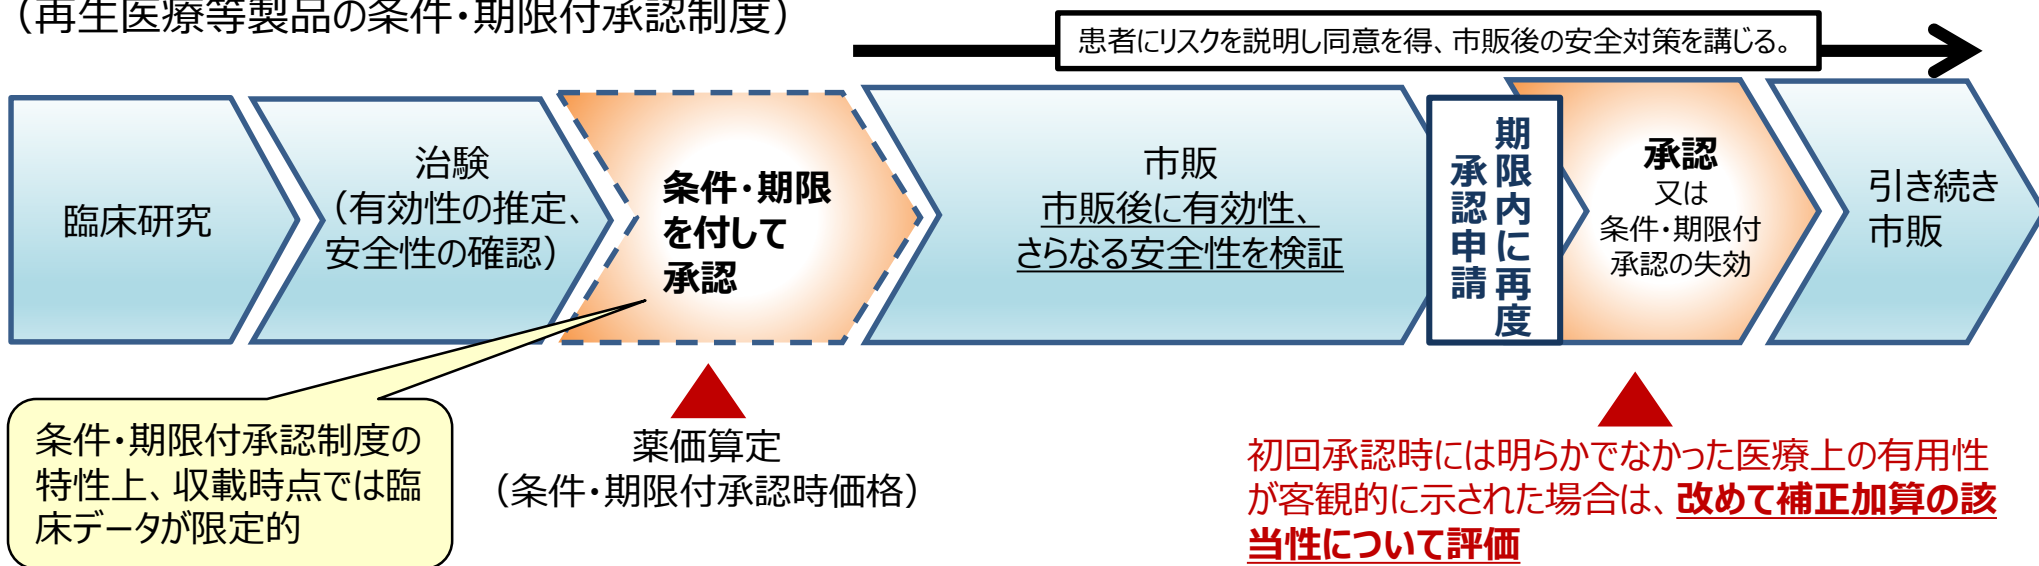 （再生医療等製品の条件・期限付承認制度）
患者にリスクを説明し同意を得、市販後の安全対策を講じる。
臨床研究
治験
（有効性の推定、
安全性の確認）
条件・期限
を付して
承認
市販
市販後に有効性、
さらなる安全性を検証
期限内に再度
承認申請
承認
又は
条件・期限付
承認の失効
引き続き
市販
条件・期限付承認制度の
特性上、収載時点では臨
床データが限定的
薬価算定
（条件・期限付承認時価格）
初回承認時には明らかでなかった医療上の有用性
が客観的に示された場合は、改めて補正加算の該
当性について評価